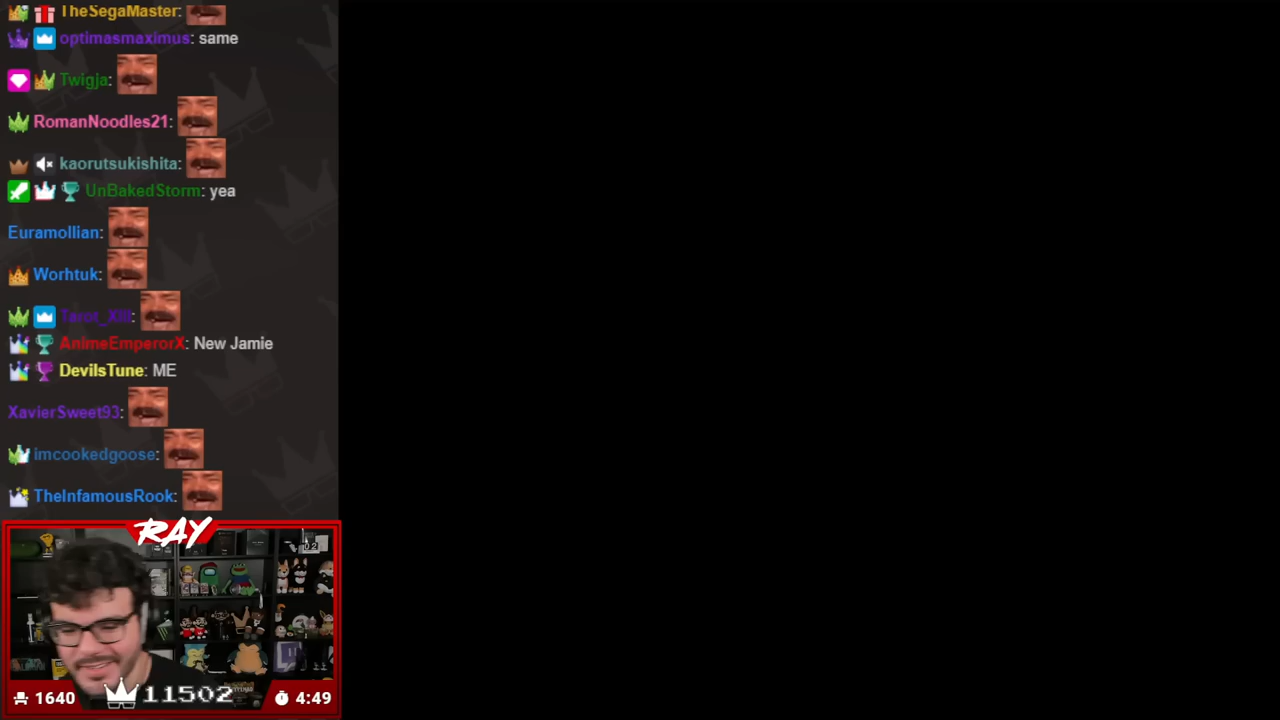 TheSegaMaster:
optimasmaximus: same
Twigja:
RomanNoodles21:
kaorutsukishita:
UnBakedStorm: yea
Euramollian:
Worhtuk:
Tarot_XIII:
AnimeEmperorX: New Jamie
DevilsTune: ME
XavierSweet93:
imcookedgoose:
TheInfamousRook:
RAY
1640
11502
4:49